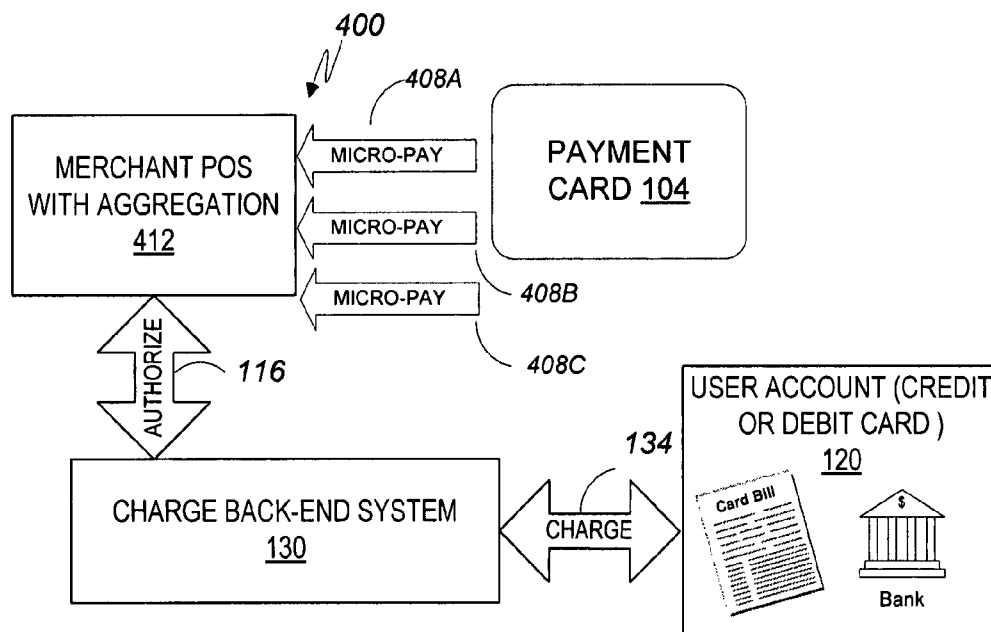 400
408A
MERCHANT POS
WITH AGGREGATION
412
MICRO-PAY
MICRO-PAY
MICRO-PAY
PAYMENT
CARD 104
408B
408C
AUTHORIZE
116
USER ACCOUNT (CREDIT
OR DEBIT CARD )
120
134
CHARGE BACK-END SYSTEM
130
CHARGE
Card Bill
$
Bank